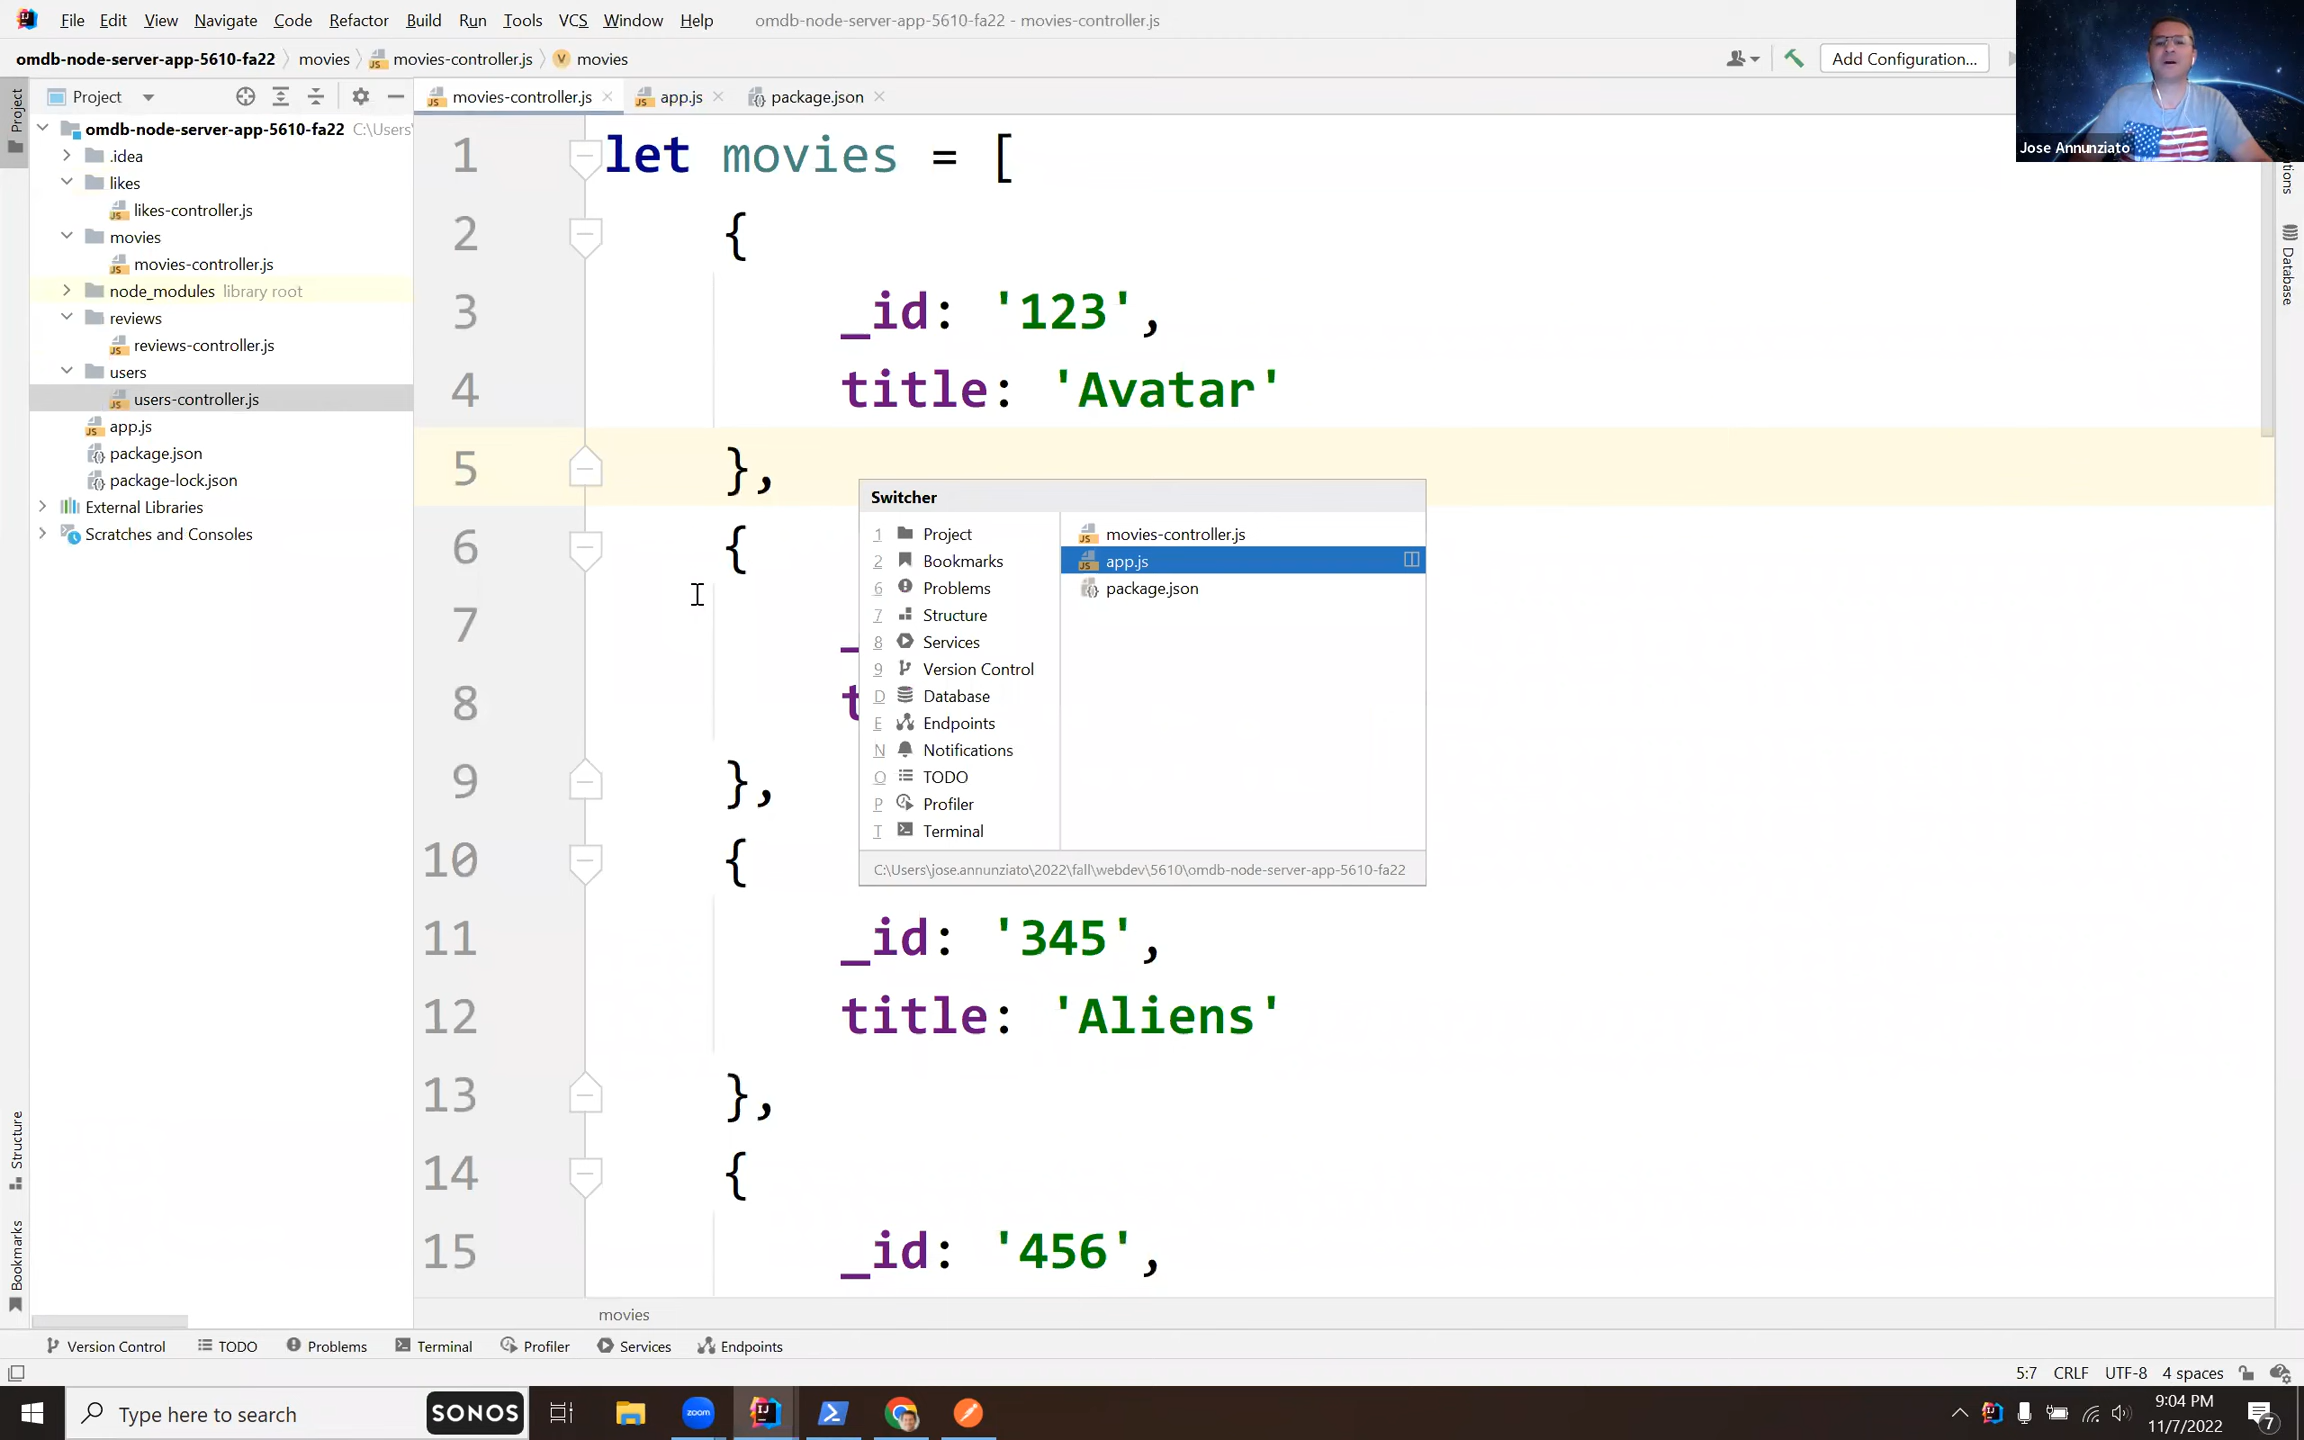 File Edit View Navigate Code Refactor Build Run Tools VCS Window Help omdb-node-server-app-5610-fa22 - movies-controller.js
omdb-node-server-app-5610-fa22 movies movies-controller.js movies
Add Configuration...
Jose Annunziato
Project
Project
movies-controller.js app.js package.json
omdb-node-server-app-5610-fa22 C:\Users\
.idea
likes
likes-controller.js
movies
movies-controller.js
node_modules library root
reviews
reviews-controller.js
users
users-controller.js
app.js
package.json
package-lock.json
External Libraries
Scratches and Consoles
1 let movies = [
2 {
3 _id: '123',
4 title: 'Avatar'
5 },
6 {
7
8 t
9 },
10 {
11 _id: '345',
12 title: 'Aliens'
13 },
14 {
15 _id: '456',
Switcher
1 Project
2 Bookmarks
6 Problems
7 Structure
8 Services
9 Version Control
D Database
E Endpoints
N Notifications
O TODO
P Profiler
T Terminal
movies-controller.js
app.js
package.json
C:\Users\jose.annunziato\2022\fall\webdev\5610\omdb-node-server-app-5610-fa22
Database
Structure
Bookmarks
movies
Version Control TODO Problems Terminal Profiler Services Endpoints
5:7 CRLF UTF-8 4 spaces
Type here to search
SONOS
zoom
9:04 PM
11/7/2022
7